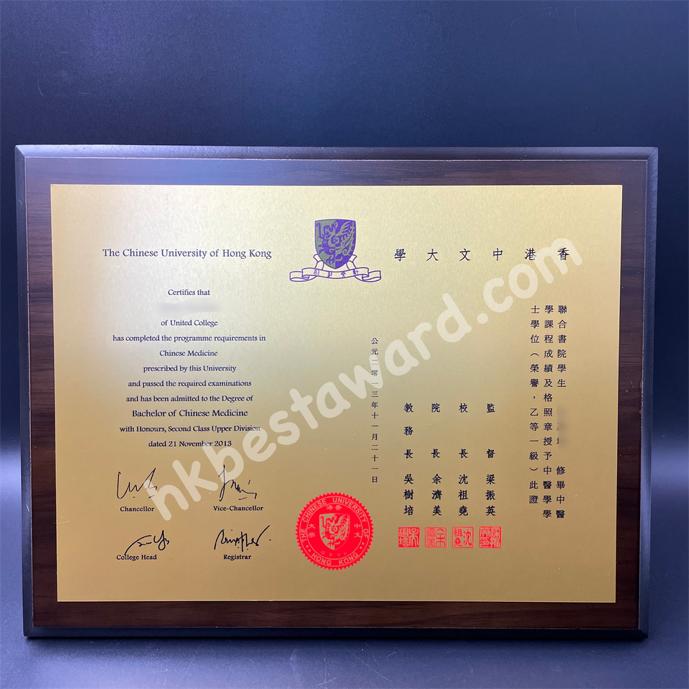 The Chinese University of Hong Kong
Certifies that
of United College
has completed the programme requirements in
Chinese Medicine
prescribed by this University
and passed the required examinations
and has been admitted to the Degree of
Bachelor of Chinese Medicine
with Honours, Second Class Upper Division
dated 21 November 2013
Chancellor
Vice-Chancellor
College Head
Registrar
THE CHINESE UNIVERSITY OF HONG KONG
學大文中港香
聯合書院學生 修畢中醫
學課程成績及格照章授予中醫學學
士學位（榮譽，乙等一級）此證
監督梁振英
校長沈祖堯
院長余濟美
教務長吳樹培
公元二零一三年十一月二十一日
hkbestaward.com